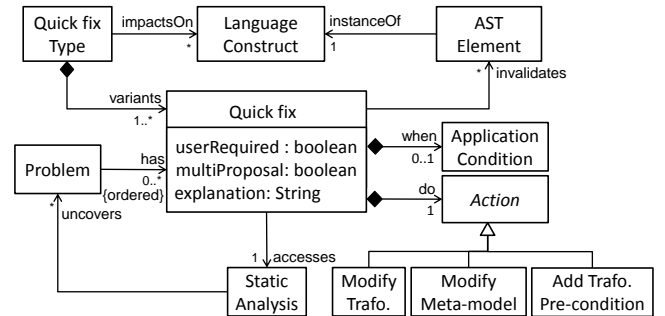 Quick fix
Type
impactsOn
*
Language
Construct
instanceOf
1
AST
Element
* invalidates
variants
1..*
Quick fix
userRequired : boolean
multiProposal: boolean
explanation: String
when
0..1
Application
Condition
Problem
has
0..*
{ordered}
do
1
Action
*
uncovers
1 accesses
Static
Analysis
Modify
Trafo.
Modify
Meta-model
Add Trafo.
Pre-condition